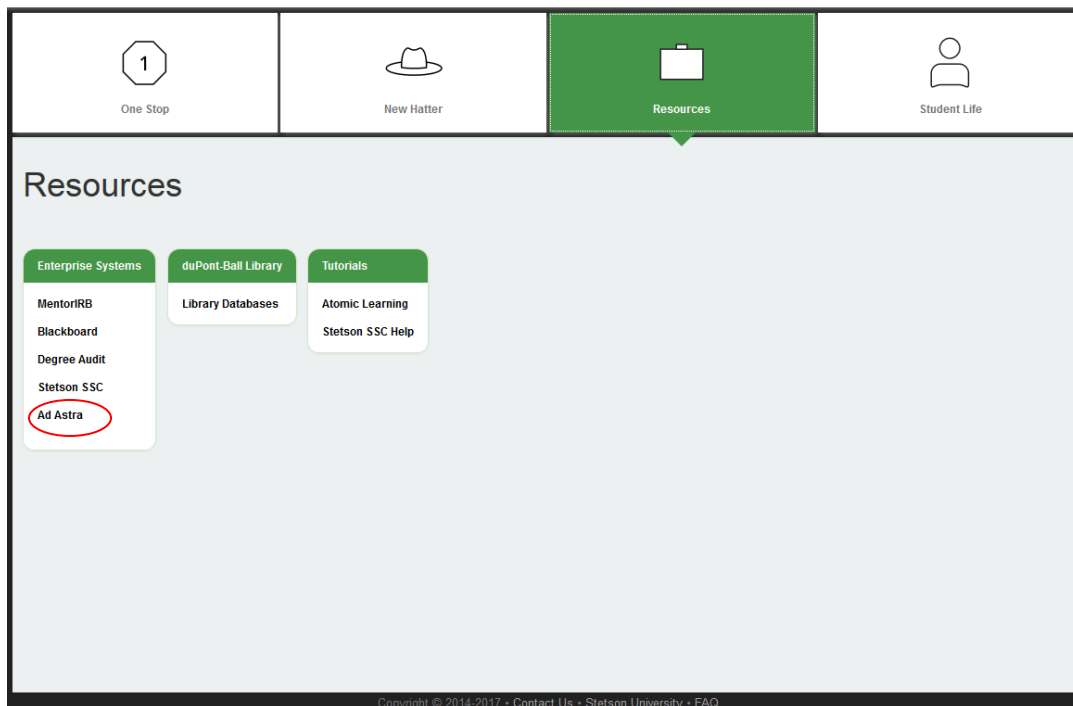 1
One Stop
New Hatter
Resources
Student Life
Resources
Enterprise Systems
MentorIRB
Blackboard
Degree Audit
Stetson SSC
Ad Astra
duPont-Ball Library
Library Databases
Tutorials
Atomic Learning
Stetson SSC Help
Copyright © 2014-2017 • Contact Us • Stetson University • FAQ